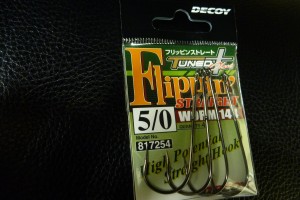 DECOY
フリッピンストレート
TUNED
Flippin'
STRAIGHT
5/0
WORM 14
Model No.
817254
High Potential
Straight Hook